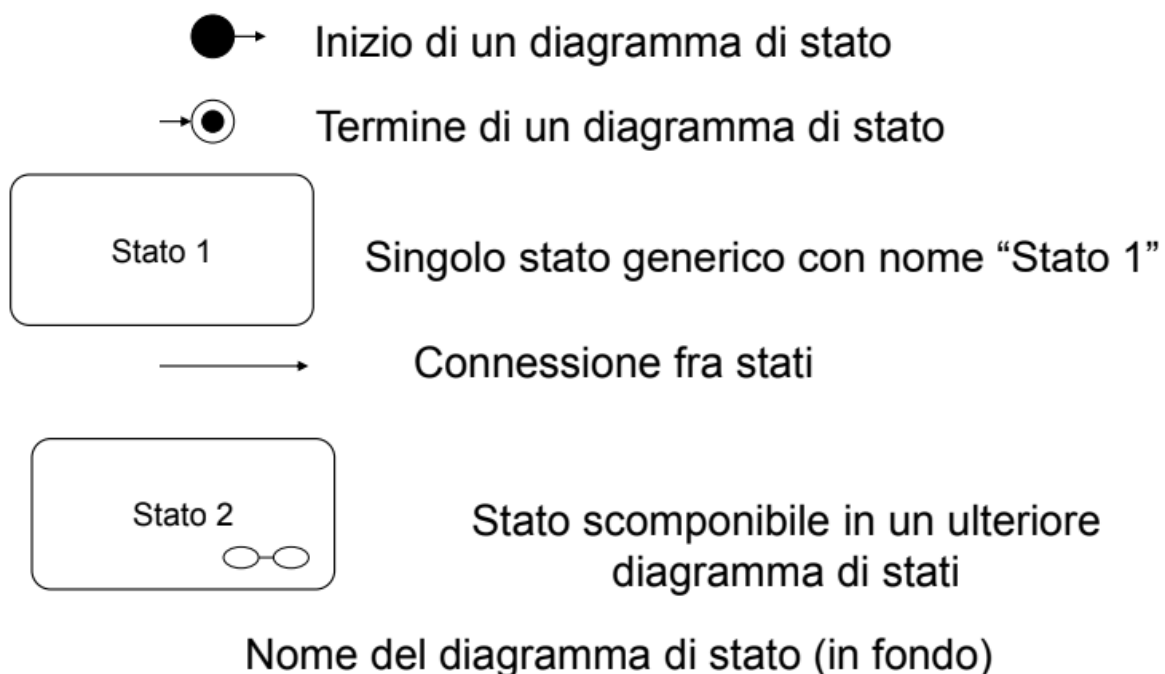 Inizio di un diagramma di stato
Termine di un diagramma di stato
Stato 1
Singolo stato generico con nome “Stato 1”
Connessione fra stati
Stato 2
Stato scomponibile in un ulteriore
diagramma di stati
Nome del diagramma di stato (in fondo)